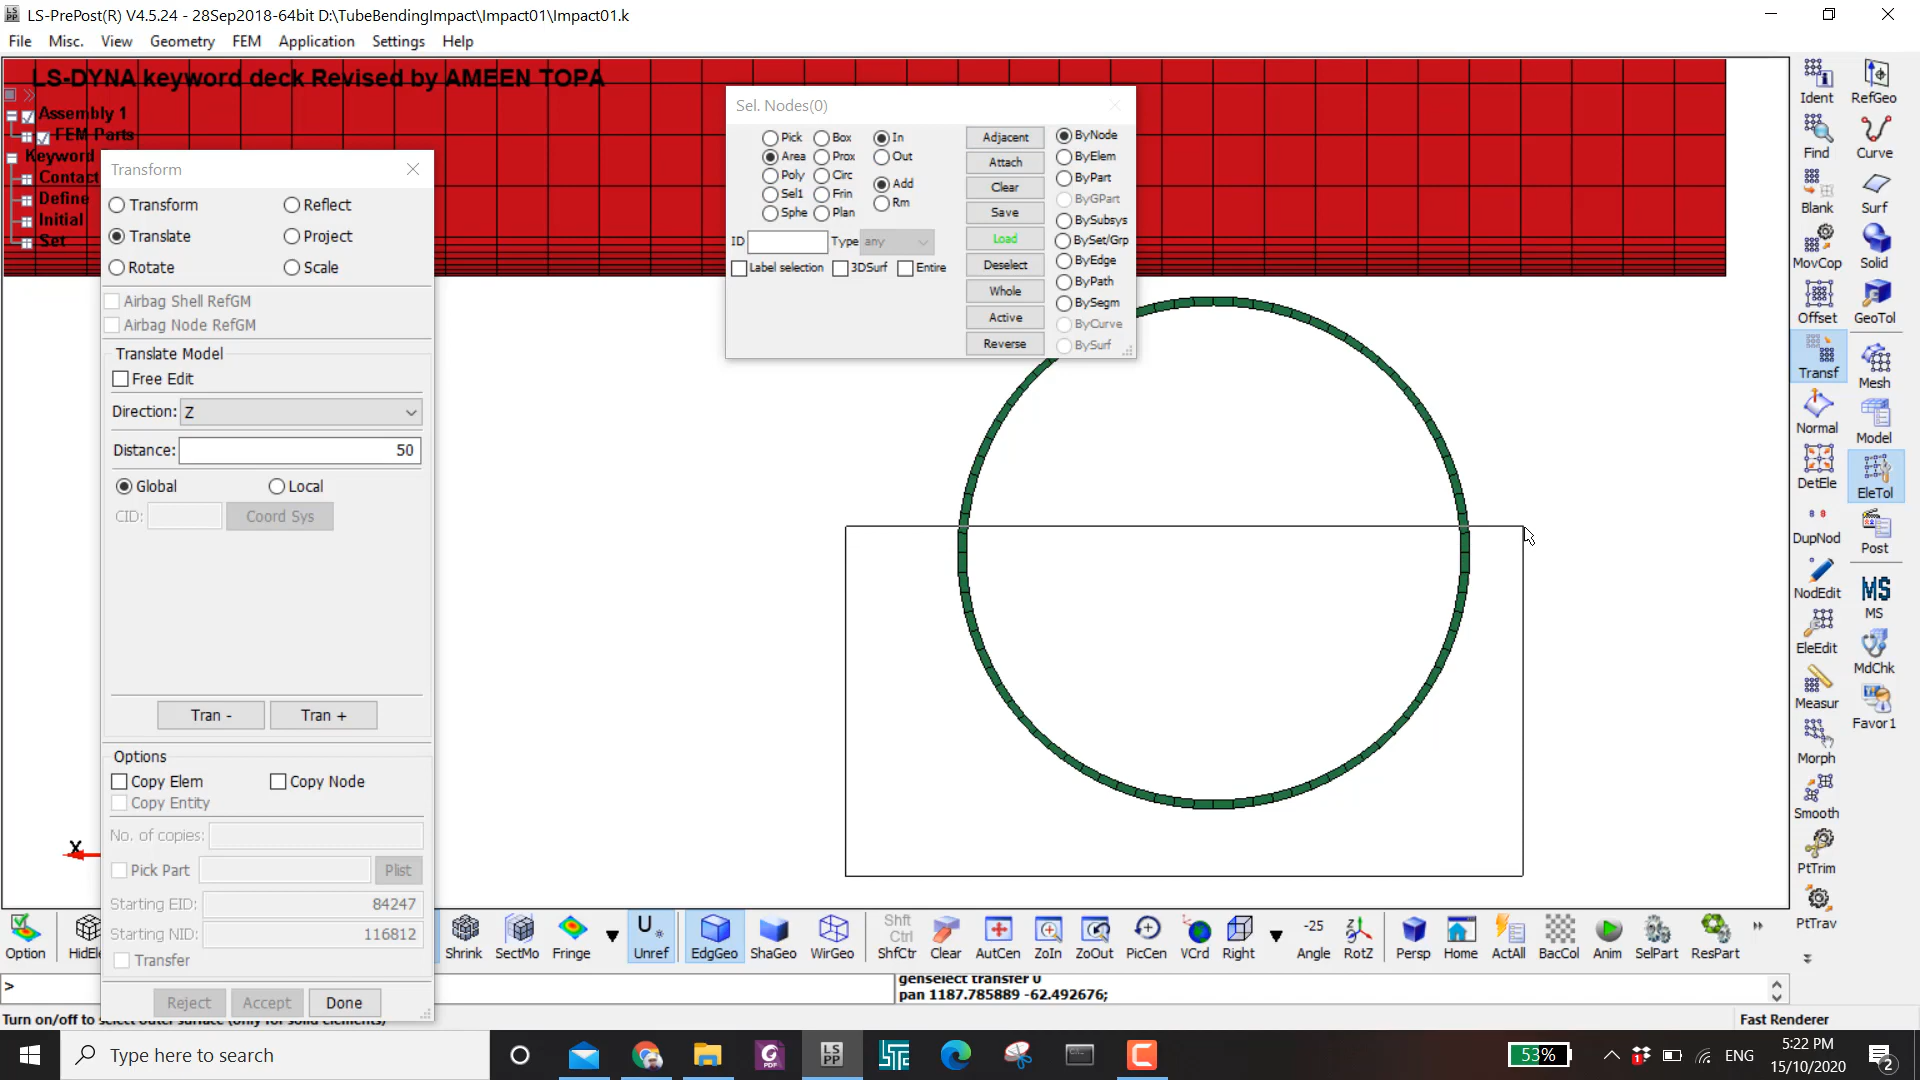 LS-PrePost(R) V4.5.24 - 28Sep2018-64bit D:\TubeBendingImpact\Impact01\Impact01.k
File Misc. View Geometry FEM Application Settings Help
LS-DYNA keyword deck Revised by AMEEN TOPA
Assembly 1
FEM Parts
Keyword
Contact
Define
Initial
Set
Transform
Transform Reflect
Translate Project
Rotate Scale
Airbag Shell RefGM
Airbag Node RefGM
Translate Model
Free Edit
Direction: Z
Distance: 50
Global Local
CID: Coord Sys
Tran - Tran +
Options
Copy Elem Copy Node
Copy Entity
No. of copies:
Pick Part Plist
Starting EID: 84247
Starting NID: 116812
Transfer
Reject Accept Done
Sel. Nodes(0)
Pick Box In
Area Prox Out
Poly Circ
Sel1 Frin Add
Sphe Plan Rm
ID Type any
Label selection 3DSurf Entire
Adjacent
Attach
Clear
Save
Load
Deselect
Whole
Active
Reverse
ByNode
ByElem
ByPart
ByGPart
BySubsys
BySet/Grp
ByEdge
ByPath
BySegm
ByCurve
BySurf
X
Ident RefGeo
Find Curve
Blank Surf
MovCop Solid
Offset GeoTol
Transf Mesh
Normal Model
DetEle EleTol
DupNod Post
NodEdit MS
MS
EleEdit MdChk
Measur Favor1
Morph
Smooth
PtTrim
PtTrav
Option HidEle Shrink SectMo Fringe Unref EdgGeo ShaGeo WirGeo ShfCtr Clear AutCen ZoIn ZoOut PicCen VCrd Right Angle RotZ Persp Home ActAll BacCol Anim SelPart ResPart
Shft
Ctrl
-25
>
genselect transfer 0
pan 1187.785889 -62.492676;
Turn on/off to select outer surface (only for solid elements)
Fast Renderer
Type here to search
53%
ENG
5:22 PM
15/10/2020
2